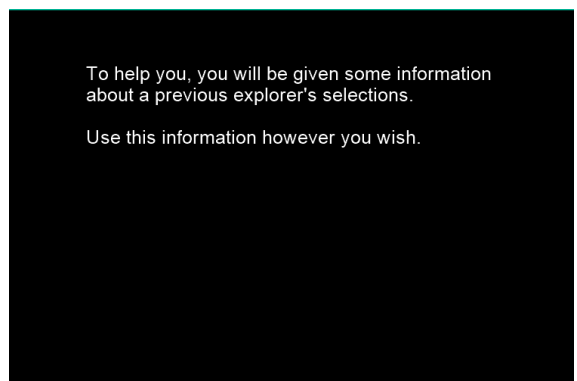 To help you, you will be given some information
about a previous explorer's selections.
Use this information however you wish.